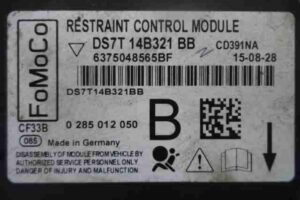 FoMoCo
RESTRAINT CONTROL MODULE
DS7T 14B321 BB
CD391NA
6375048565BF
15-08-28
DS7T14B321BB
CF33B
0 285 012 050
B
085
Made in Germany
DISASSEMBLY OF MODULE FROM VEHICLE BY
AUTHORIZED SERVICE PERSONNEL ONLY.
DANGER OF INJURY AND MALFUNCTION